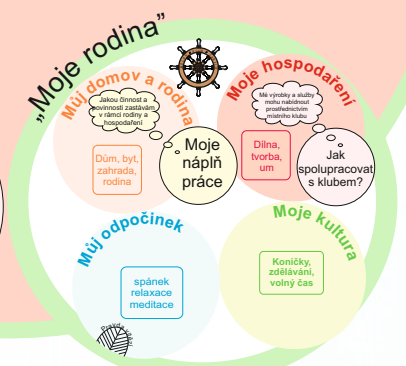 „Moje rodina”
Můj domov a rodina
Jakou činnost a
povinnosti zastávám
v rámci rodiny a
hospodaření
Dům, byt,
zahrada,
rodina
Moje
náplň
práce
Moje hospodaření
Mé výrobky a služby
mohu nabídnout
prostřednictvím
místního klubu
Dílna,
tvorba,
um
Jak
spolupracovat
s klubem?
Můj odpočinek
spánek
relaxace
meditace
Moje kultura
Koníčky,
zdělávání,
volný čas